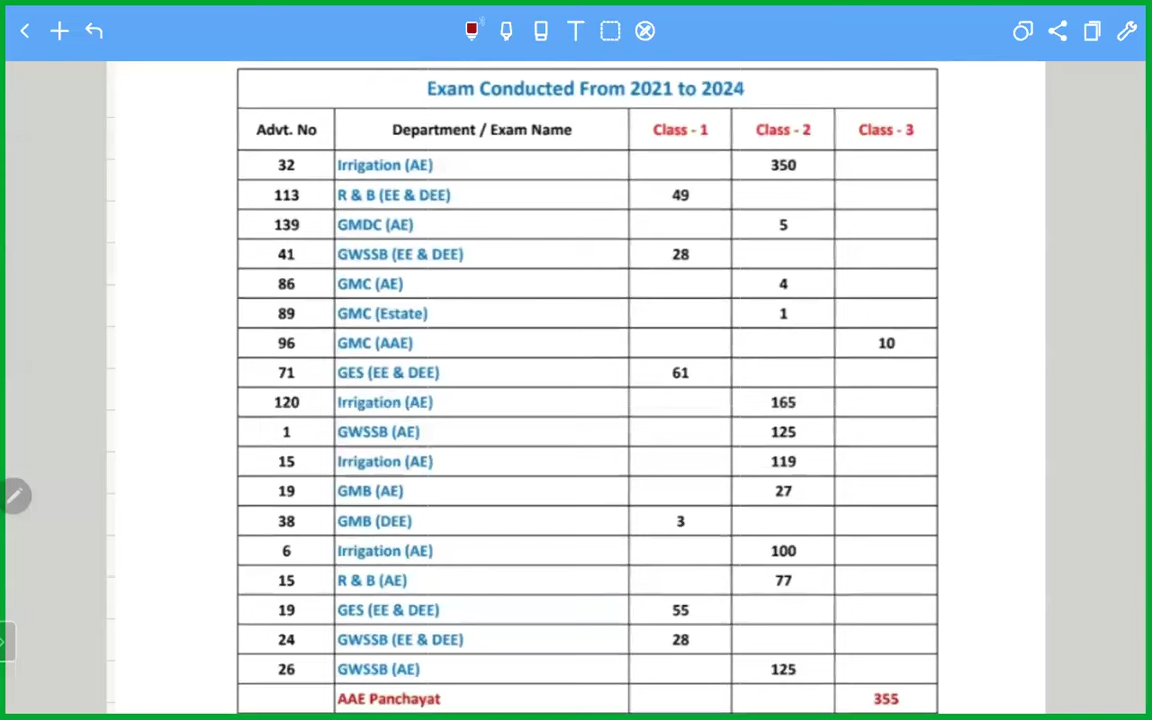 Exam Conducted From 2021 to 2024
Advt. No Department / Exam Name Class - 1 Class - 2 Class - 3
32 Irrigation (AE) 350
113 R & B (EE & DEE) 49
139 GMDC (AE) 5
41 GWSSB (EE & DEE) 28
86 GMC (AE) 4
89 GMC (Estate) 1
96 GMC (AAE) 10
71 GES (EE & DEE) 61
120 Irrigation (AE) 165
1 GWSSB (AE) 125
15 Irrigation (AE) 119
19 GMB (AE) 27
38 GMB (DEE) 3
6 Irrigation (AE) 100
15 R & B (AE) 77
19 GES (EE & DEE) 55
24 GWSSB (EE & DEE) 28
26 GWSSB (AE) 125
AAE Panchayat 355